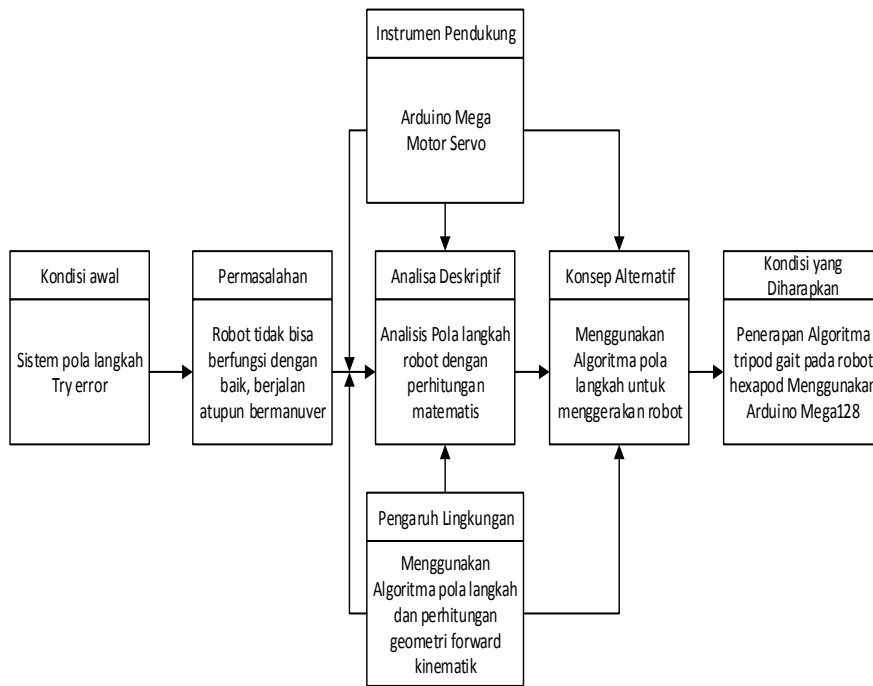 Instrumen Pendukung
Arduino Mega
Motor Servo
Kondisi awal
Sistem pola langkah
Try error
Permasalahan
Robot tidak bisa
berfungsi dengan
baik, berjalan
atupun bermanuver
Analisa Deskriptif
Analisis Pola langkah
robot dengan
perhitungan
matematis
Konsep Alternatif
Menggunakan
Algoritma pola
langkah untuk
menggerakan robot
Kondisi yang
Diharapkan
Penerapan Algoritma
tripod gait pada robot
hexapod Menggunakan
Arduino Mega128
Pengaruh Lingkungan
Menggunakan
Algoritma pola langkah
dan perhitungan
geometri forward
kinematik